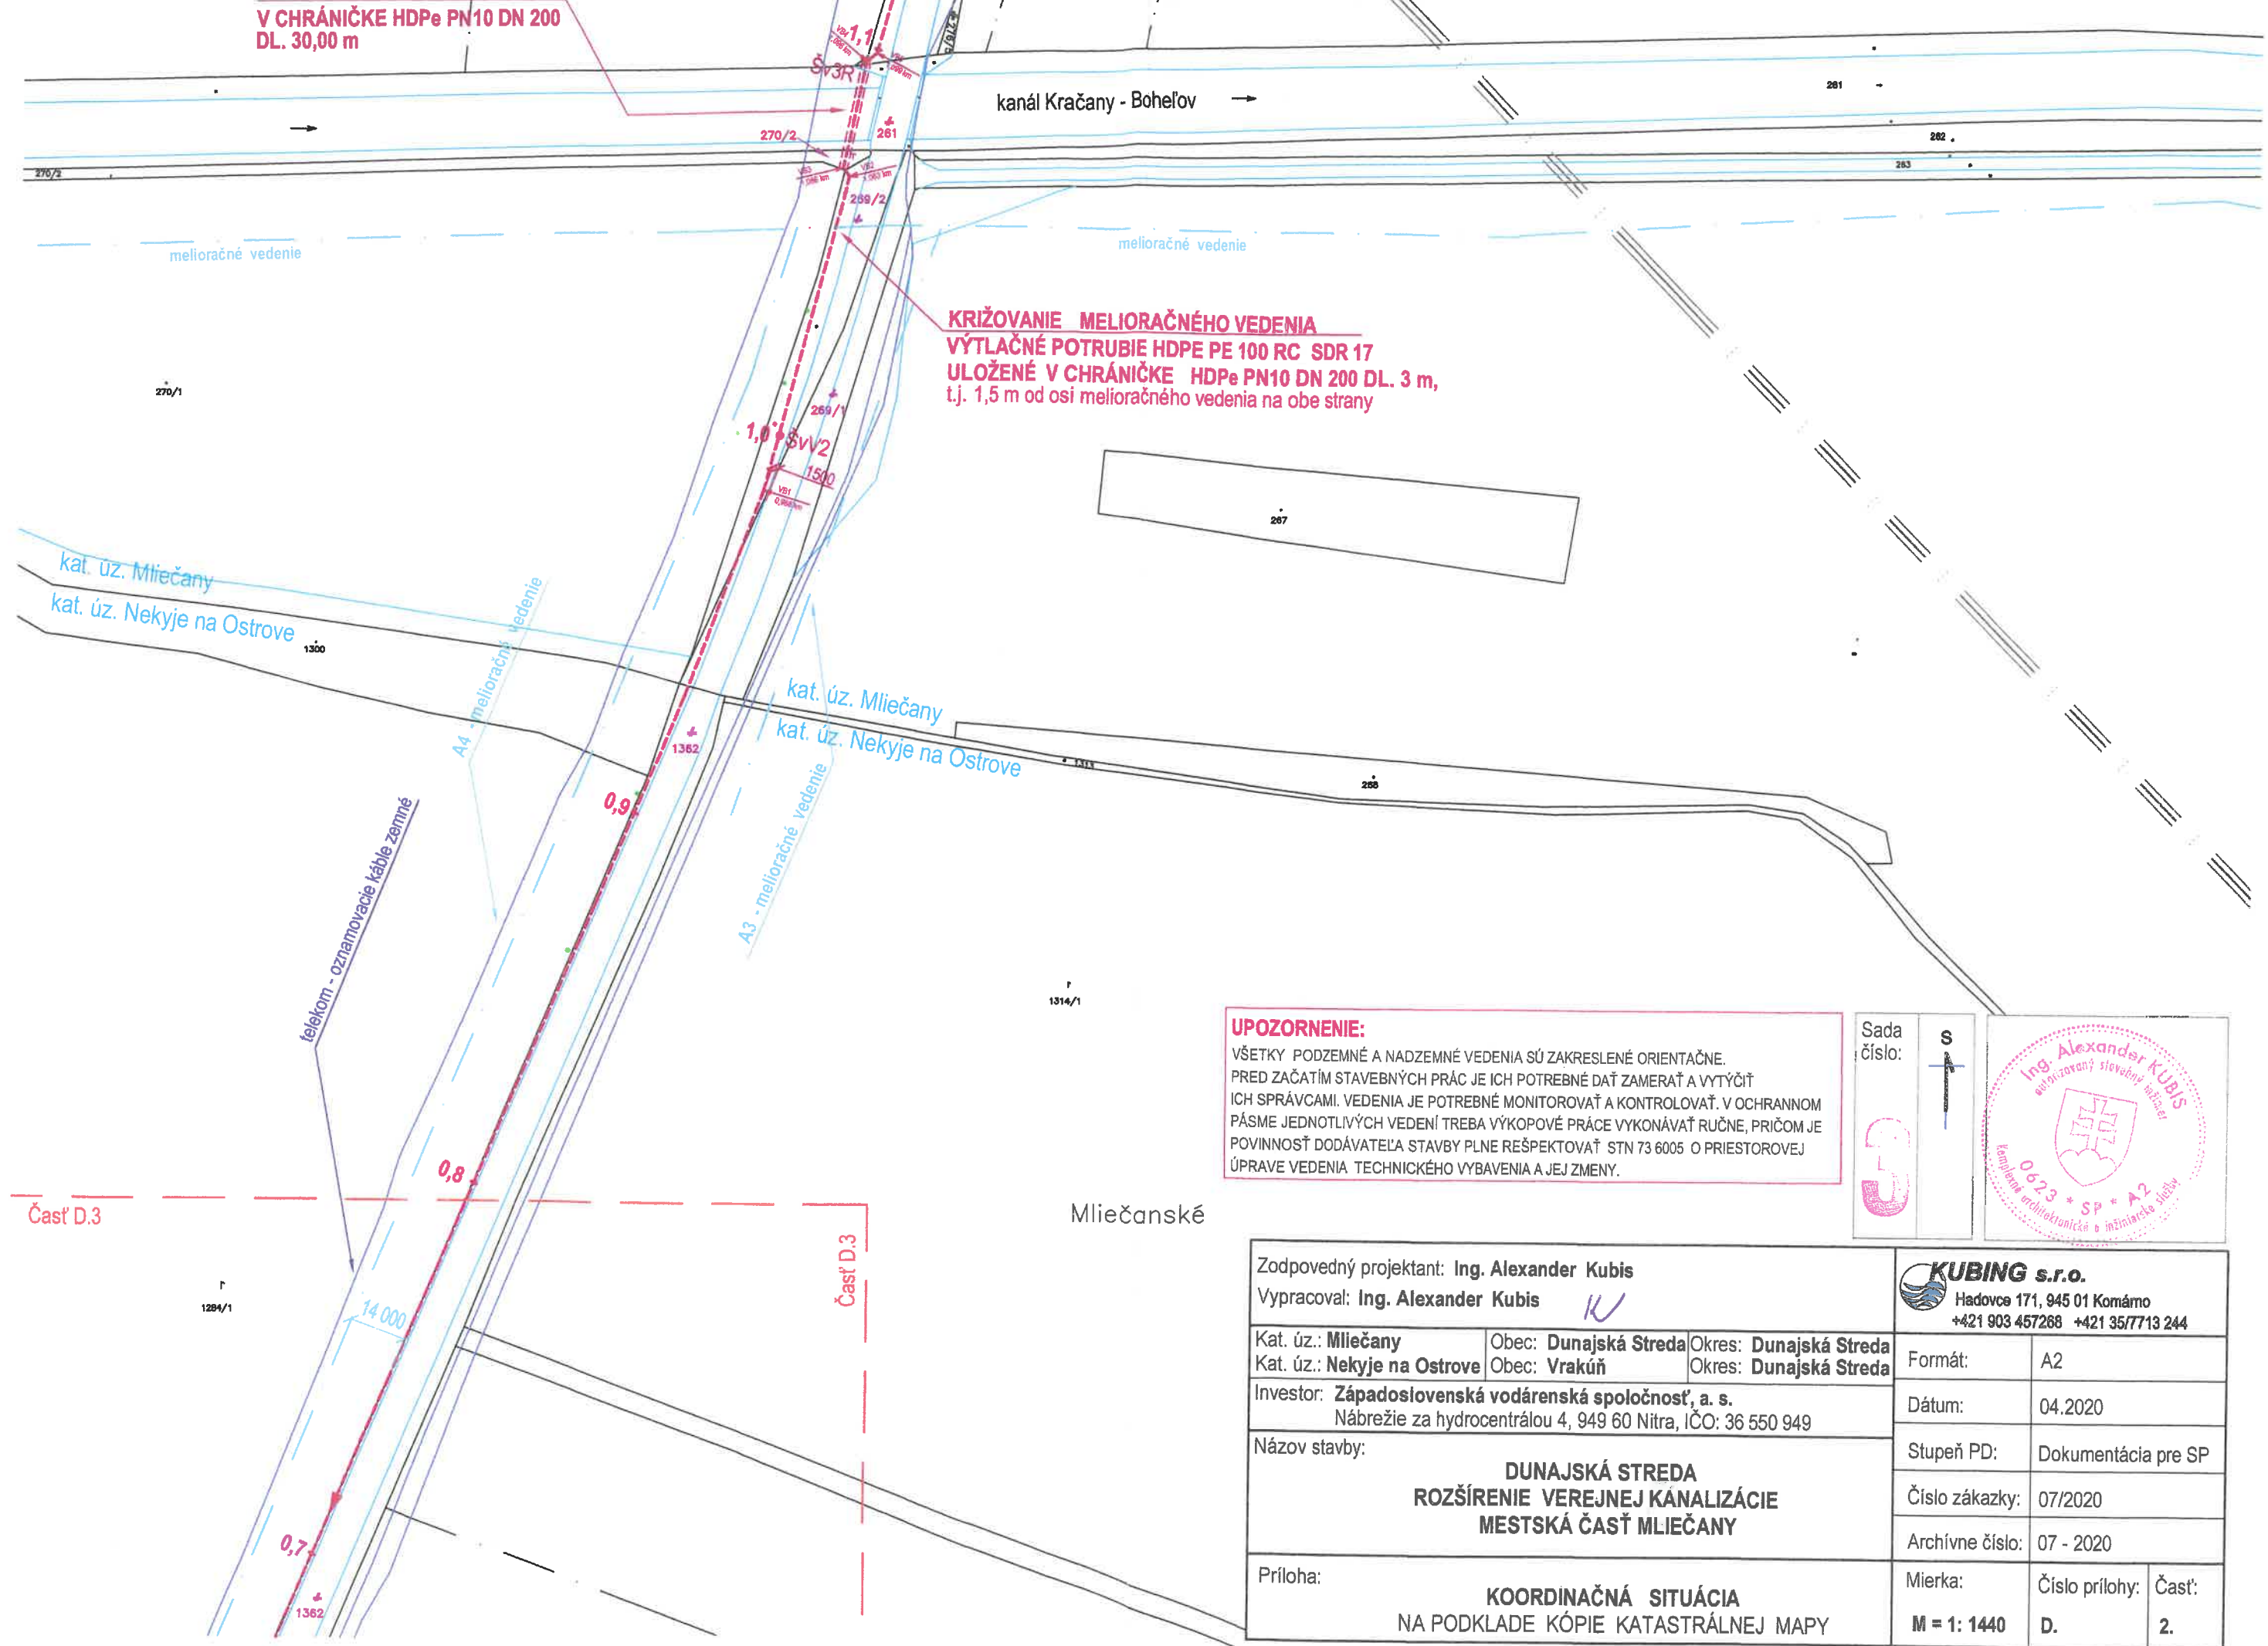 V CHRÁNIČKE HDPe PN10 DN 200
DL. 30,00 m
1,1
ŠV3R
kanál Kračany - Boheľov
261
262
263
270/2
261
270/2
269/2
melioračné vedenie
melioračné vedenie
KRIŽOVANIE MELIORAČNÉHO VEDENIA
VÝTLAČNÉ POTRUBIE HDPE PE 100 RC SDR 17
ULOŽENÉ V CHRÁNIČKE HDPe PN10 DN 200 DL. 3 m,
t.j. 1,5 m od osi melioračného vedenia na obe strany
270/1
269/1
1,0
ŠvV2
1500
VB1
267
kat. úz. Mliečany
kat. úz. Nekyje na Ostrove
1300
A4 - melioračné vedenie
kat. úz. Mliečany
kat. úz. Nekyje na Ostrove
1362
268
0,9
A3 - melioračné vedenie
telekom - oznamovacie káble zemné
1314/1
UPOZORNENIE:
VŠETKY PODZEMNÉ A NADZEMNÉ VEDENIA SÚ ZAKRESLENÉ ORIENTAČNE.
PRED ZAČATÍM STAVEBNÝCH PRÁC JE ICH POTREBNÉ DAŤ ZAMERAŤ A VYTÝČIŤ
ICH SPRÁVCAMI. VEDENIA JE POTREBNÉ MONITOROVAŤ A KONTROLOVAŤ. V OCHRANNOM
PÁSME JEDNOTLIVÝCH VEDENÍ TREBA VÝKOPOVÉ PRÁCE VYKONÁVAŤ RUČNE, PRIČOM JE
POVINNOSŤ DODÁVATEĽA STAVBY PLNE REŠPEKTOVAŤ STN 73 6005 O PRIESTOROVEJ
ÚPRAVE VEDENIA TECHNICKÉHO VYBAVENIA A JEJ ZMENY.
Sada
číslo:
3
S
Ing. Alexander KUBIS
autorizovaný stavebný inžinier
0623 * SP * A2
Komplexné architektonické a inžinierske služby
0,8
Časť D.3
Časť D.3
Mliečanské
1284/1
14 000
0,7
1362
Zodpovedný projektant: Ing. Alexander Kubis
Vypracoval: Ing. Alexander Kubis
KUBING s.r.o.
Hadovce 171, 945 01 Komárno
+421 903 457268 +421 35/7713 244
Kat. úz.: Mliečany Obec: Dunajská Streda Okres: Dunajská Streda
Kat. úz.: Nekyje na Ostrove Obec: Vrakúň Okres: Dunajská Streda
Investor: Západoslovenská vodárenská spoločnosť, a. s.
Nábrežie za hydrocentrálou 4, 949 60 Nitra, IČO: 36 550 949
Názov stavby:
DUNAJSKÁ STREDA
ROZŠÍRENIE VEREJNEJ KANALIZÁCIE
MESTSKÁ ČASŤ MLIEČANY
Príloha:
KOORDINAČNÁ SITUÁCIA
NA PODKLADE KÓPIE KATASTRÁLNEJ MAPY
Formát: A2
Dátum: 04.2020
Stupeň PD: Dokumentácia pre SP
Číslo zákazky: 07/2020
Archívne číslo: 07 - 2020
Mierka: Číslo prílohy: Časť:
M = 1: 1440 D. 2.